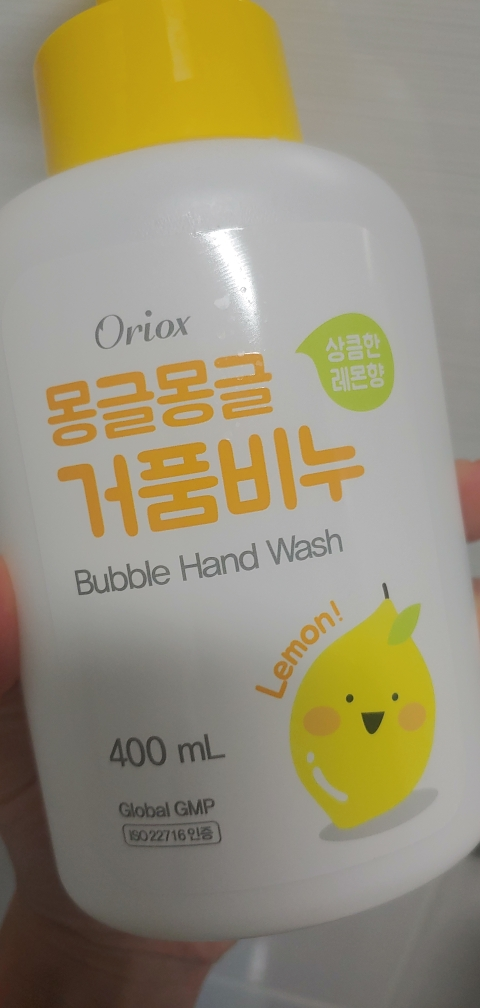 Oriox
상큼한
레몬향
몽글몽글
거품비누
Bubble Hand Wash
Lemon!
400 mL
Global GMP
ISO 22716 인증